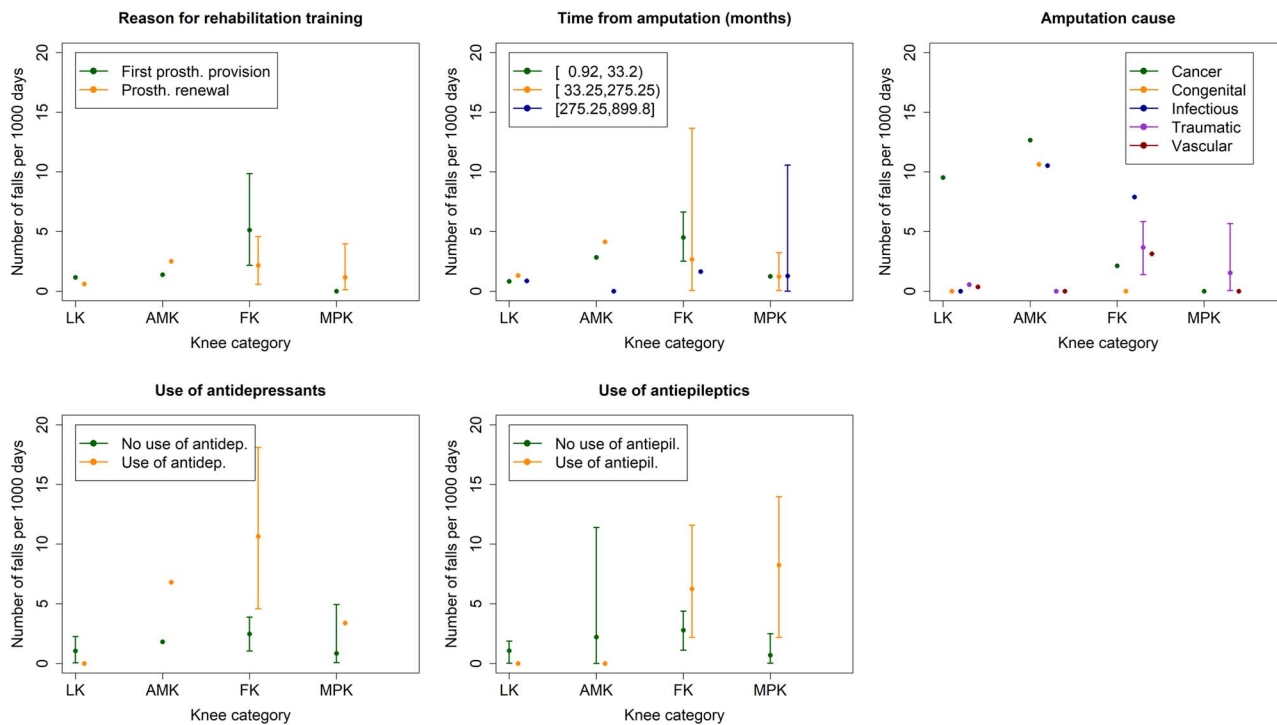 Reason for rehabilitation training
Number of falls per 1000 days
20
15
10
5
0
First prosth. provision
Prosth. renewal
LK AMK FK MPK
Knee category
Time from amputation (months)
Number of falls per 1000 days
20
15
10
5
0
[ 0.92, 33.2)
[ 33.25,275.25)
[275.25,899.8]
LK AMK FK MPK
Knee category
Amputation cause
Number of falls per 1000 days
20
15
10
5
0
Cancer
Congenital
Infectious
Traumatic
Vascular
LK AMK FK MPK
Knee category
Use of antidepressants
Number of falls per 1000 days
20
15
10
5
0
No use of antidep.
Use of antidep.
LK AMK FK MPK
Knee category
Use of antiepileptics
Number of falls per 1000 days
20
15
10
5
0
No use of antiepil.
Use of antiepil.
LK AMK FK MPK
Knee category